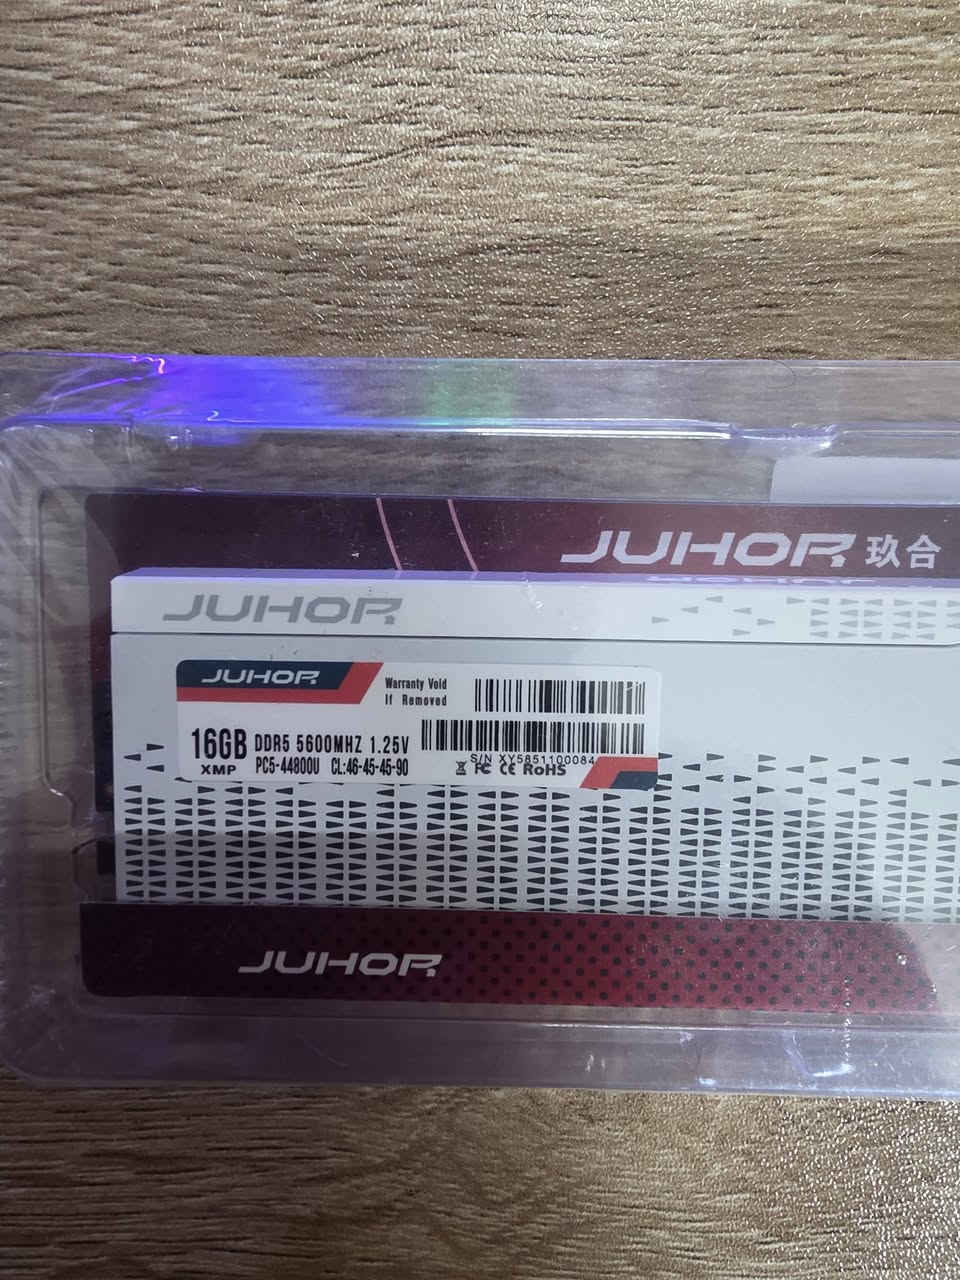 JUHOR 玖合
JUHOR
JUHOR
Warranty Void
If Removed
16GB DDR5 5600MHZ 1.25V
XMP PC5-44800U CL:46-45-45-90
S/N XY5851100084
FC CE RoHS
JUHOR